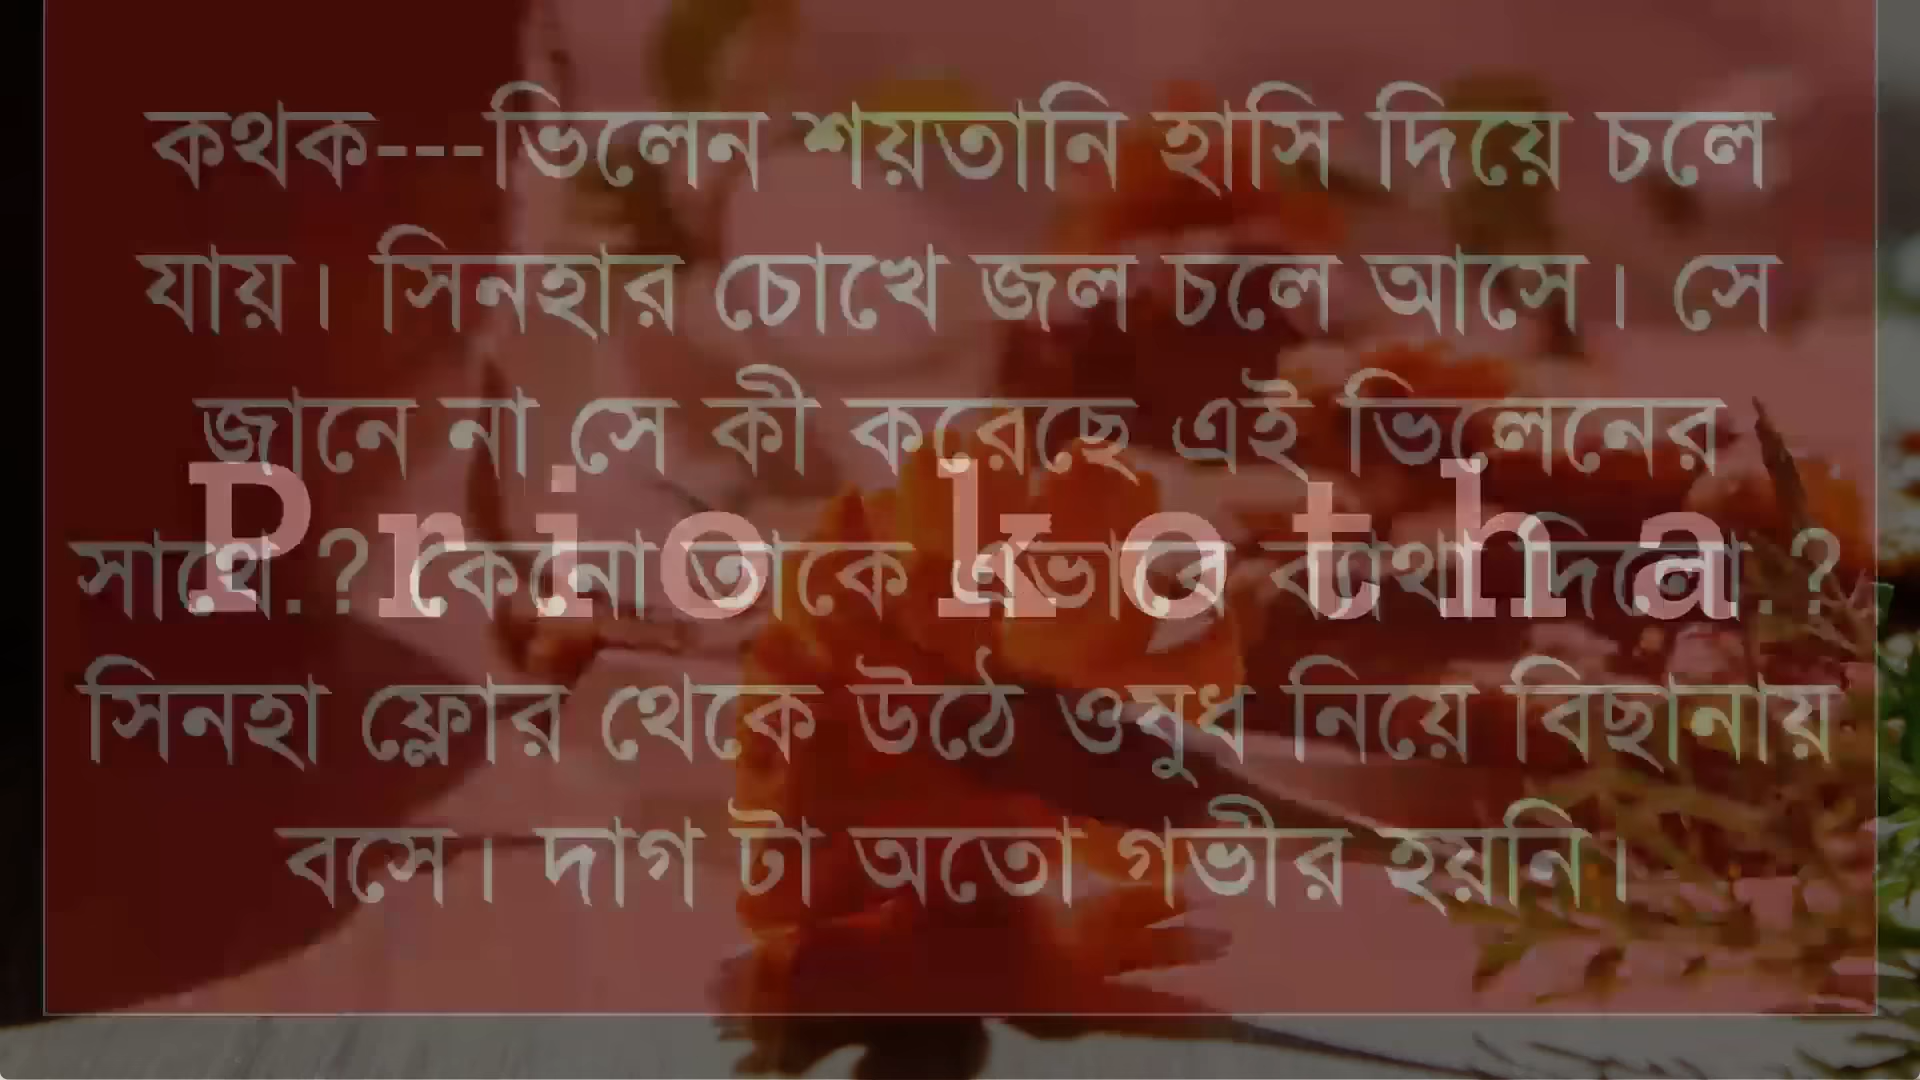 কথক---ভিলেন শয়তানি হাসি দিয়ে চলে
যায়। সিনহার চোখে জল চলে আসে। সে
জানে না সে কী করেছে এই ভিলেনের
সাথে.? কেনো তাকে এভাবে ব্যথা দিলো.?
Prio kotha
সিনহা ফ্লোর থেকে উঠে ওষুধ নিয়ে বিছানায়
বসে। দাগ টা অতো গভীর হয়নি।